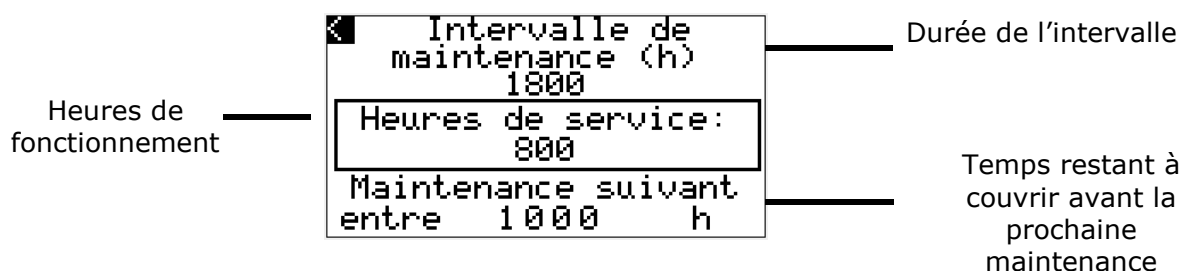 Intervalle de
maintenance (h)
1800
Heures de service:
800
Maintenance suivant
entre 1000 h
Durée de l’intervalle
Heures de
fonctionnement
Temps restant à
couvrir avant la
prochaine
maintenance